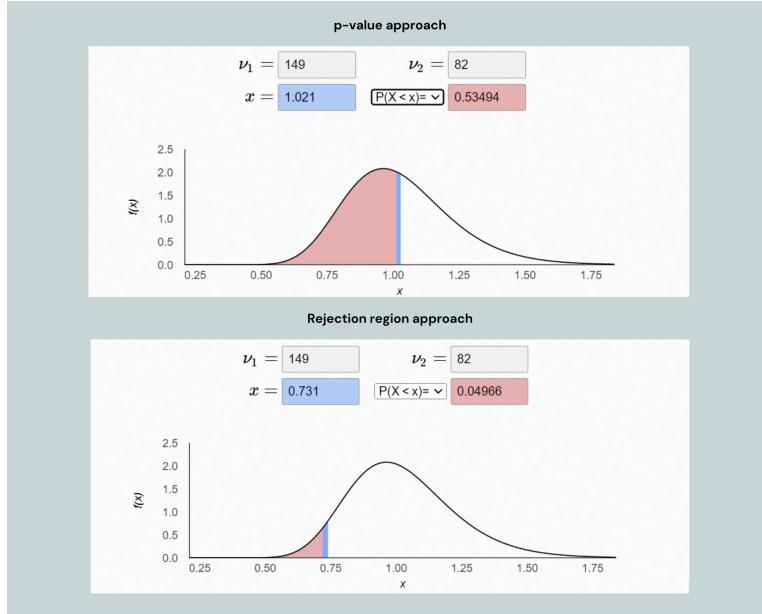 p-value approach
ν₁ = 149 ν₂ = 82
x = 1.021 P(X < x)= 0.53494
2.5
2.0
1.5
1.0
0.5
0.0
f(x)
0.25 0.50 0.75 1.00 1.25 1.50 1.75
x
Rejection region approach
ν₁ = 149 ν₂ = 82
x = 0.731 P(X < x)= 0.04966
2.5
2.0
1.5
1.0
0.5
0.0
f(x)
0.25 0.50 0.75 1.00 1.25 1.50 1.75
x